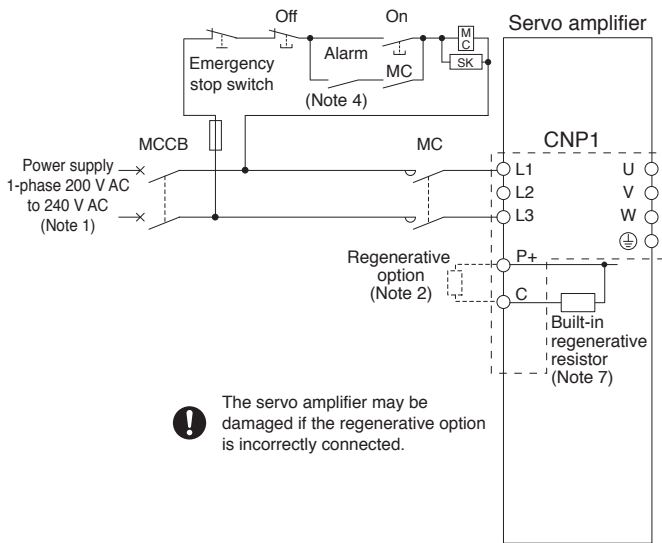 Off
On
Servo amplifier
M
C
SK
Alarm
MC
Emergency
stop switch
(Note 4)
MCCB
MC
CNP1
Power supply
1-phase 200 V AC
to 240 V AC
(Note 1)
L1
U
L2
V
L3
W
Regenerative
option
(Note 2)
P+
C
Built-in
regenerative
resistor
(Note 7)
The servo amplifier may be
damaged if the regenerative option
is incorrectly connected.